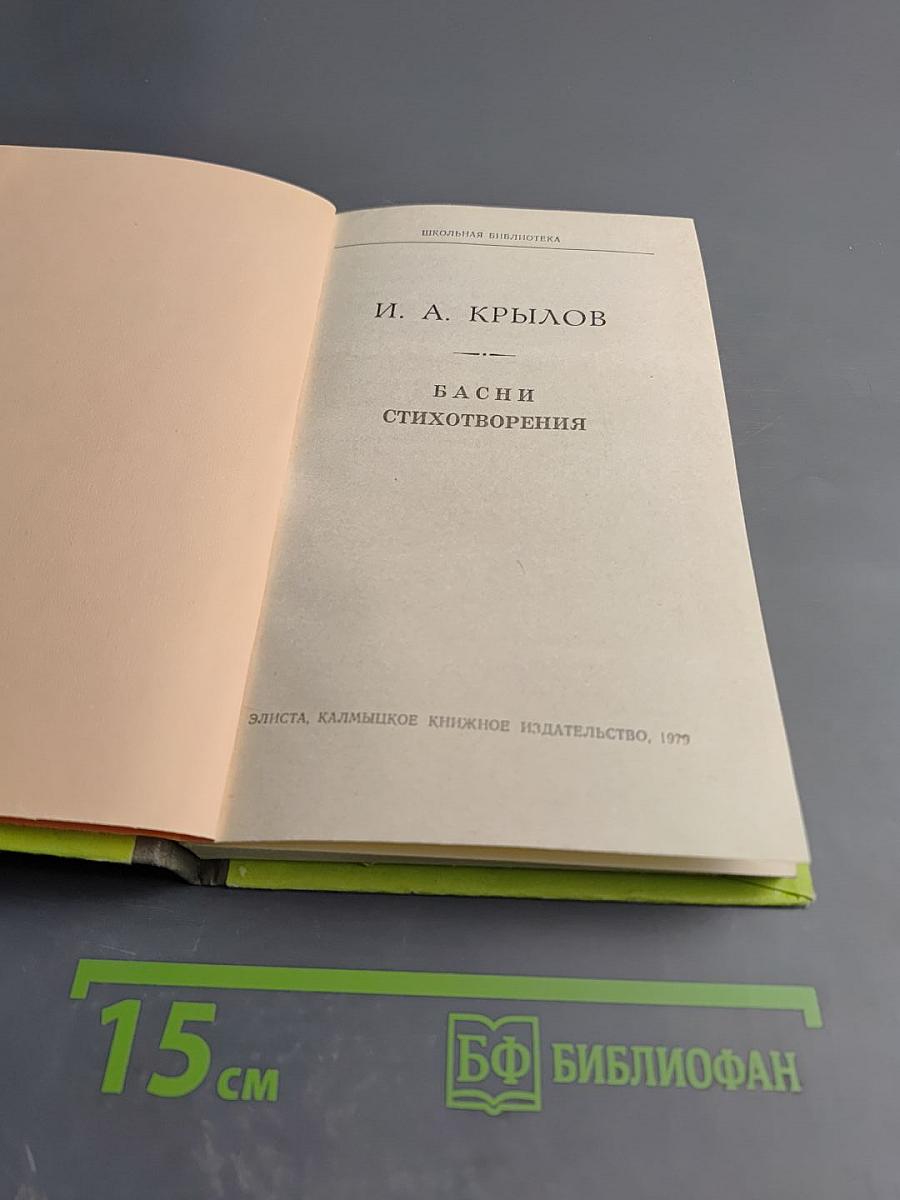 ШКОЛЬНАЯ БИБЛИОТЕКА
И. А. КРЫЛОВ
БАСНИ
СТИХОТВОРЕНИЯ
ЭЛИСТА, КАЛМЫЦКОЕ КНИЖНОЕ ИЗДАТЕЛЬСТВО, 1979
15 см
БФ БИБЛИОФАН